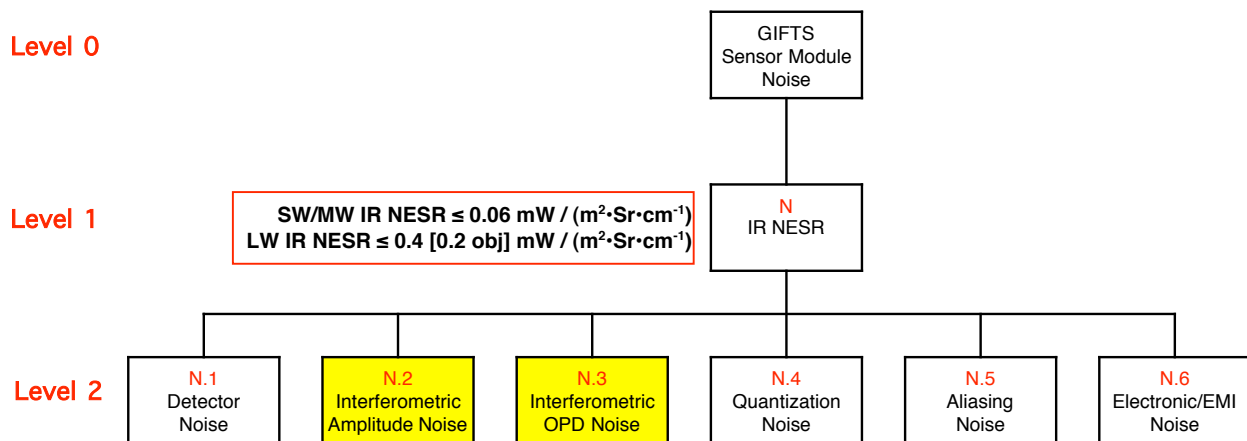 Level 0
GIFTS
Sensor Module
Noise
Level 1
SW/MW IR NESR ≤ 0.06 mW / (m²•Sr•cm⁻¹)
LW IR NESR ≤ 0.4 [0.2 obj] mW / (m²•Sr•cm⁻¹)
N
IR NESR
Level 2
N.1
Detector
Noise
N.2
Interferometric
Amplitude Noise
N.3
Interferometric
OPD Noise
N.4
Quantization
Noise
N.5
Aliasing
Noise
N.6
Electronic/EMI
Noise